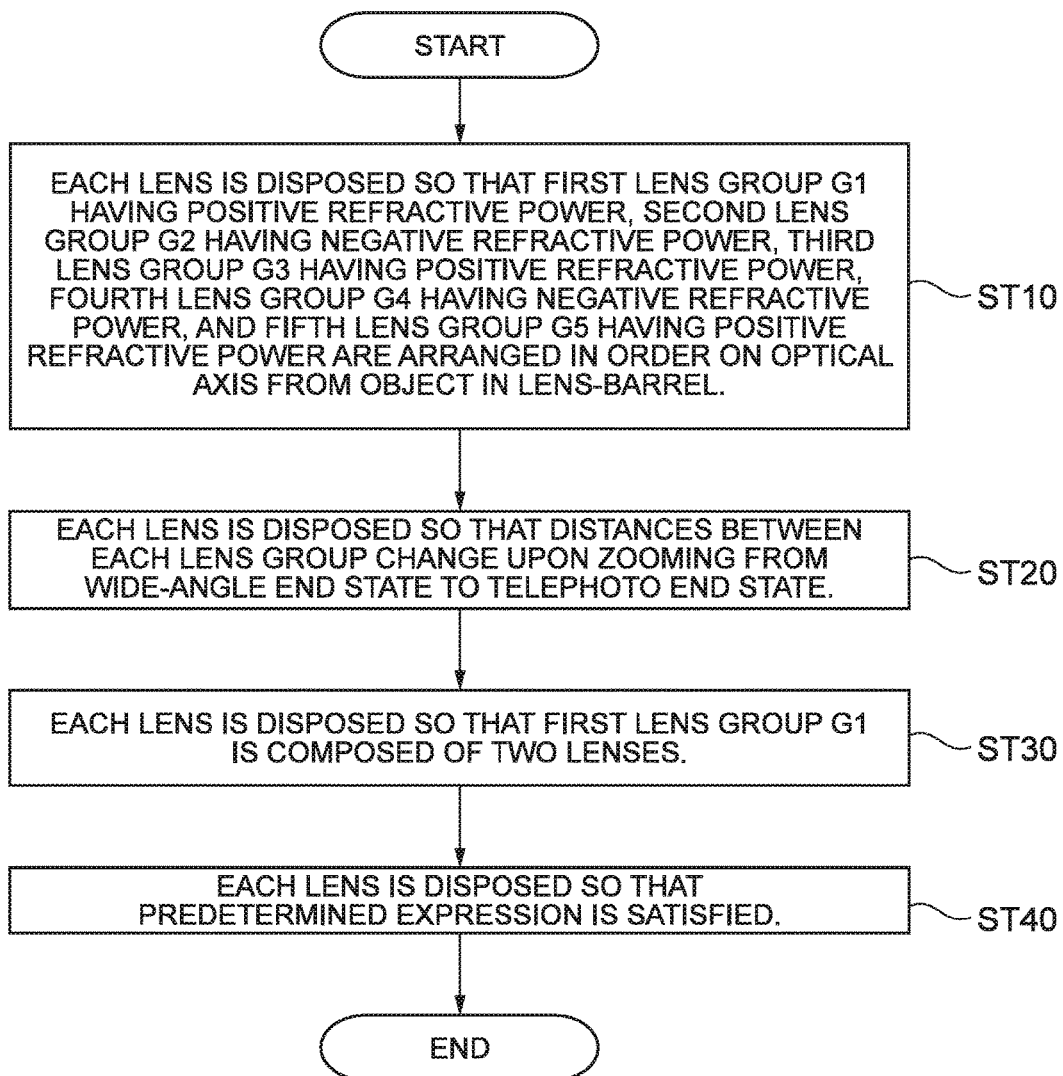 START
EACH LENS IS DISPOSED SO THAT FIRST LENS GROUP G1
HAVING POSITIVE REFRACTIVE POWER, SECOND LENS
GROUP G2 HAVING NEGATIVE REFRACTIVE POWER, THIRD
LENS GROUP G3 HAVING POSITIVE REFRACTIVE POWER,
FOURTH LENS GROUP G4 HAVING NEGATIVE REFRACTIVE
POWER, AND FIFTH LENS GROUP G5 HAVING POSITIVE
REFRACTIVE POWER ARE ARRANGED IN ORDER ON OPTICAL
AXIS FROM OBJECT IN LENS-BARREL.
ST10
EACH LENS IS DISPOSED SO THAT DISTANCES BETWEEN
EACH LENS GROUP CHANGE UPON ZOOMING FROM
WIDE-ANGLE END STATE TO TELEPHOTO END STATE.
ST20
EACH LENS IS DISPOSED SO THAT FIRST LENS GROUP G1
IS COMPOSED OF TWO LENSES.
ST30
EACH LENS IS DISPOSED SO THAT
PREDETERMINED EXPRESSION IS SATISFIED.
ST40
END